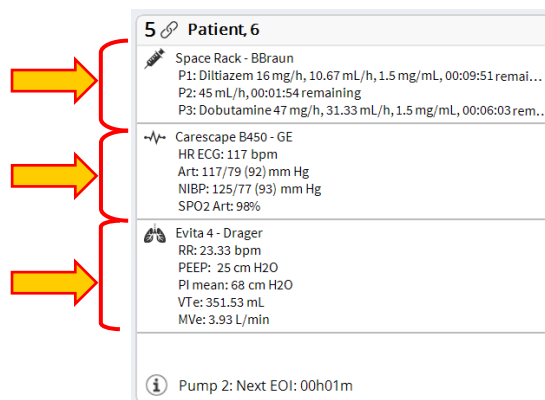 5 Patient, 6
Space Rack - BBraun
P1: Diltiazem 16 mg/h, 10.67 mL/h, 1.5 mg/mL, 00:09:51 remai...
P2: 45 mL/h, 00:01:54 remaining
P3: Dobutamine 47 mg/h, 31.33 mL/h, 1.5 mg/mL, 00:06:03 rem...
Carescape B450 - GE
HR ECG: 117 bpm
Art: 117/79 (92) mm Hg
NIBP: 125/77 (93) mm Hg
SPO2 Art: 98%
Evita 4 - Drager
RR: 23.33 bpm
PEEP: 25 cm H2O
PI mean: 68 cm H2O
VTe: 351.53 mL
MVe: 3.93 L/min
Pump 2: Next EOI: 00h01m